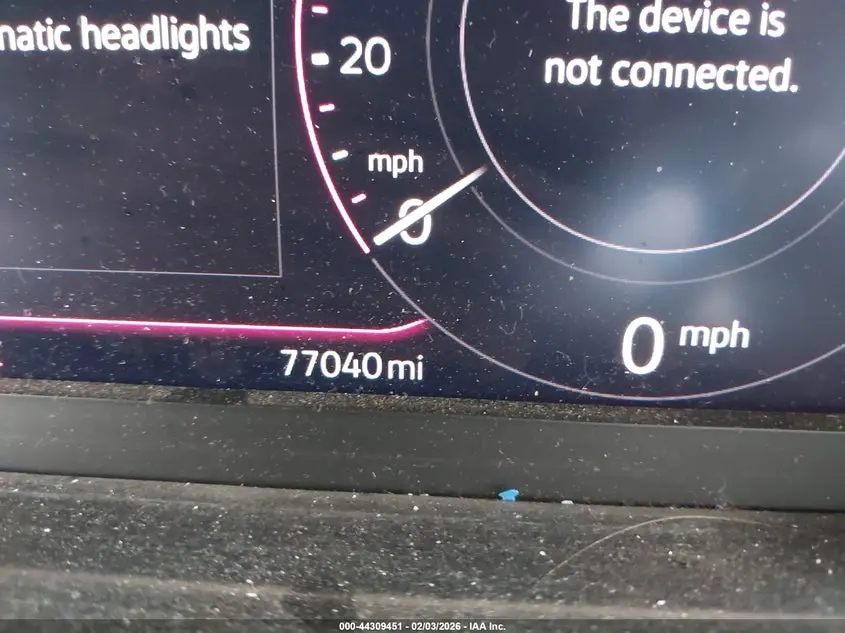 natic headlights
20
mph
0
The device is
not connected.
0 mph
77040 mi
000-44309451 - 02/03/2026 - IAA Inc.